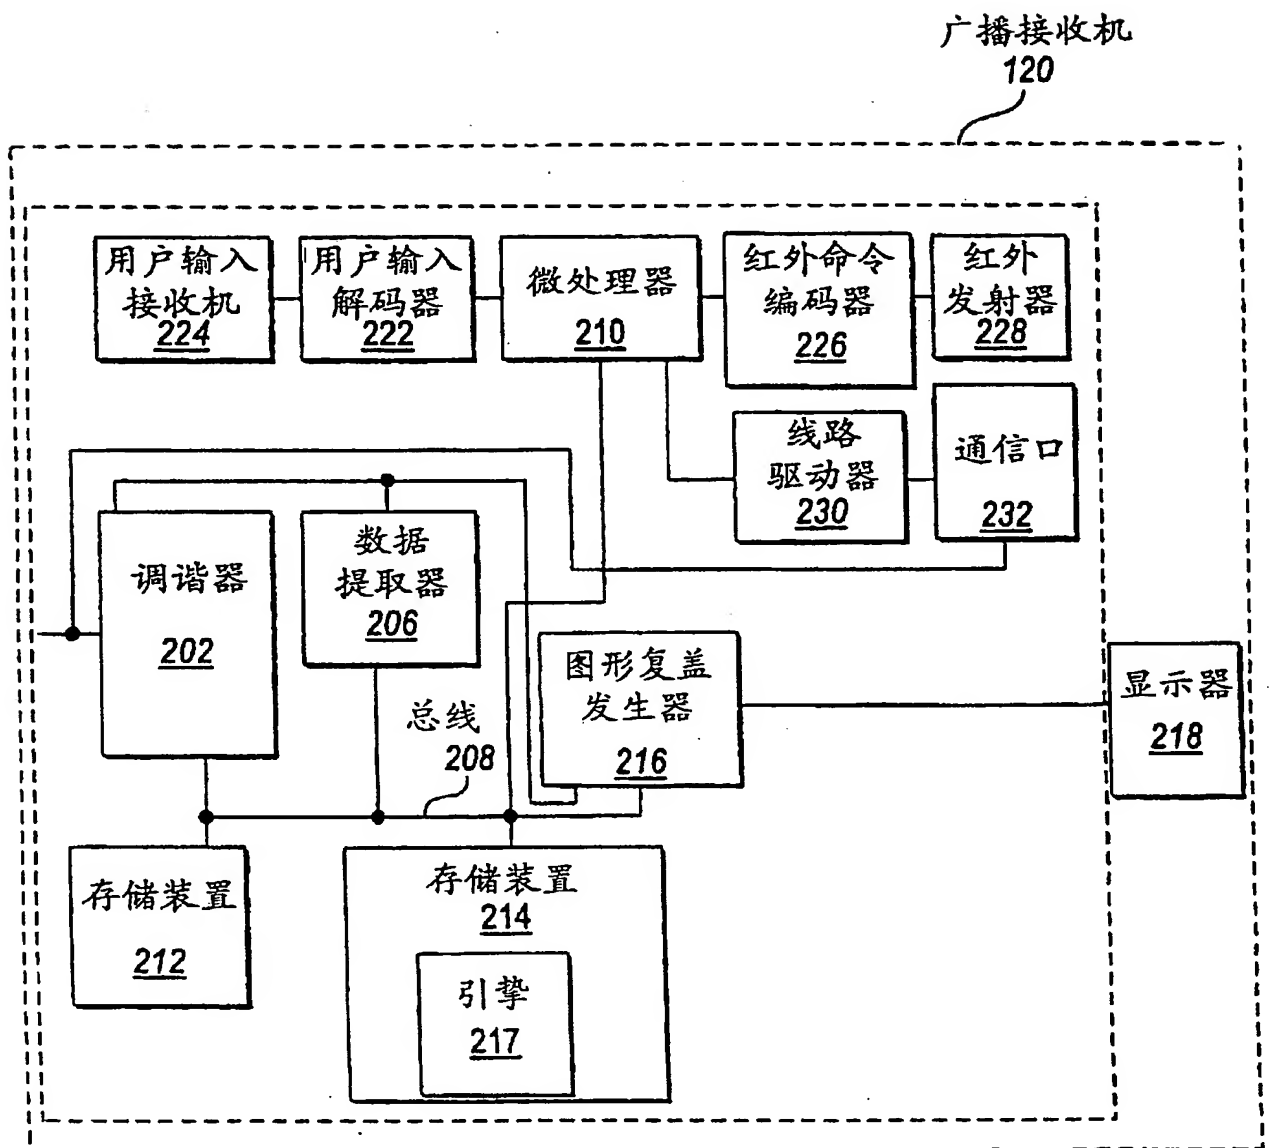 广播接收机
120
用户输入
接收机
224
用户输入
解码器
222
微处理器
210
红外命令
编码器
226
红外
发射器
228
线路
驱动器
230
通信口
232
调谐器
202
数据
提取器
206
图形复盖
发生器
216
显示器
218
总线
208
存储装置
212
存储装置
214
引擎
217